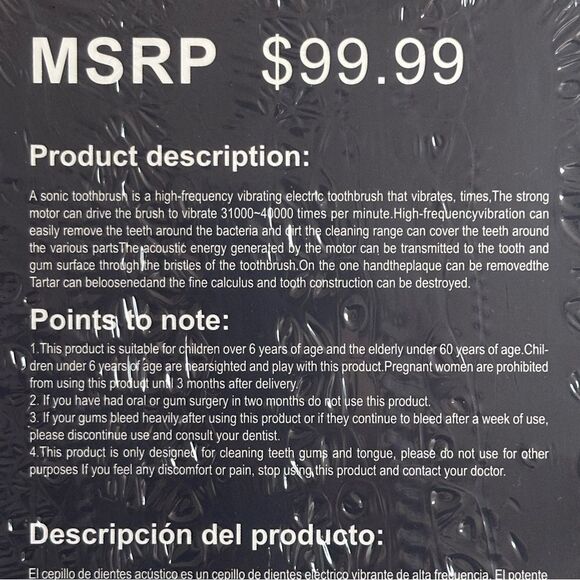 MSRP $99.99
Product description:
A sonic toothbrush is a high-frequency vibrating electric toothbrush that vibrates, times,The strong
motor can drive the brush to vibrate 31000~40000 times per minute.High-frequencyvibration can
easily remove the teeth around the bacteria and dirt the cleaning range can cover the teeth around
the various partsThe acoustic energy generated by the motor can be transmitted to the tooth and
gum surface through the bristles of the toothbrush.On the one handtheplaque can be removedthe
Tartar can beloosenedand the fine calculus and tooth construction can be destroyed.
Points to note:
1.This product is suitable for children over 6 years of age and the elderly under 60 years of age.Chil-
dren under 6 years of age are nearsighted and play with this product.Pregnant women are prohibited
from using this product until 3 months after delivery.
2. If you have had oral or gum surgery in two months do not use this product.
3. If your gums bleed heavily after using this product or if they continue to bleed after a week of use,
please discontinue use and consult your dentist.
4.This product is only designed for cleaning teeth gums and tongue, please do not use for other
purposes If you feel any discomfort or pain, stop using this product and contact your doctor.
Descripción del producto:
El cepillo de dientes acústico es un cepillo de dientes eléctrico vibrante de alta frecuencia. El potente